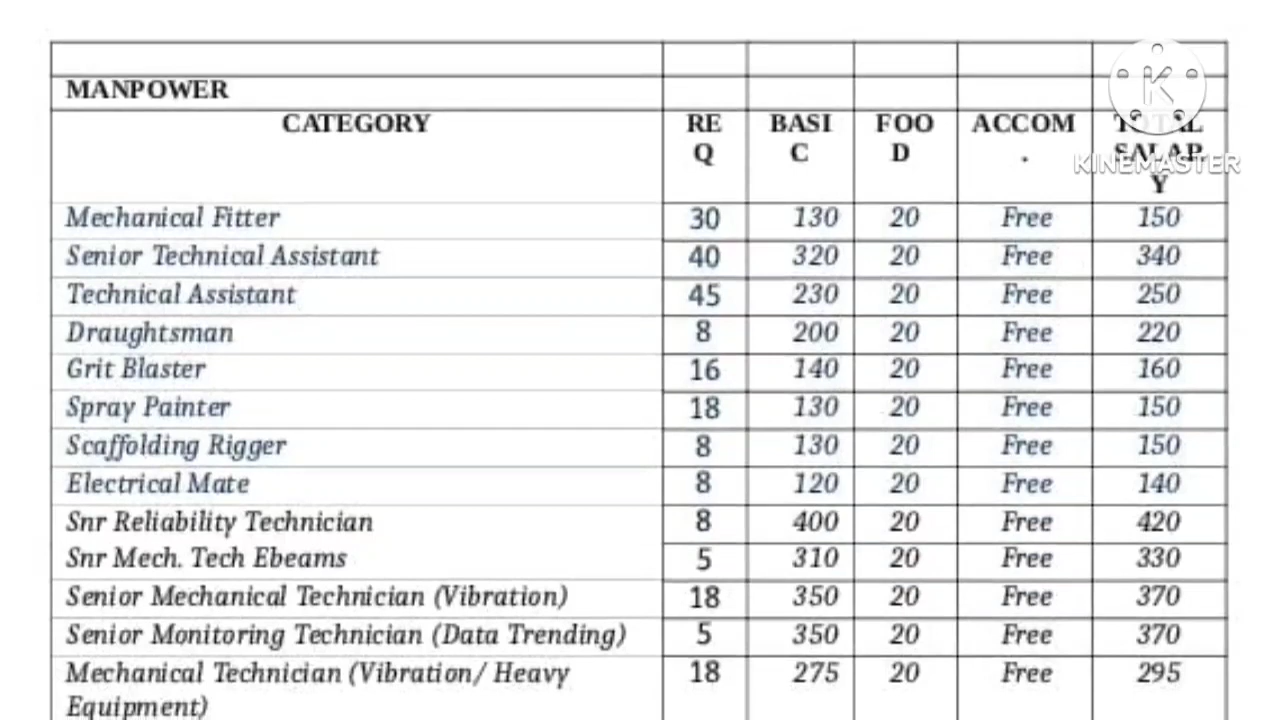 MANPOWER
CATEGORY RE BASI FOO ACCOM TOTAL
Q C D . SALAR
Y
KINEMASTER
Mechanical Fitter 30 130 20 Free 150
Senior Technical Assistant 40 320 20 Free 340
Technical Assistant 45 230 20 Free 250
Draughtsman 8 200 20 Free 220
Grit Blaster 16 140 20 Free 160
Spray Painter 18 130 20 Free 150
Scaffolding Rigger 8 130 20 Free 150
Electrical Mate 8 120 20 Free 140
Snr Reliability Technician 8 400 20 Free 420
Snr Mech. Tech Ebeams 5 310 20 Free 330
Senior Mechanical Technician (Vibration) 18 350 20 Free 370
Senior Monitoring Technician (Data Trending) 5 350 20 Free 370
Mechanical Technician (Vibration/ Heavy 18 275 20 Free 295
Equipment)